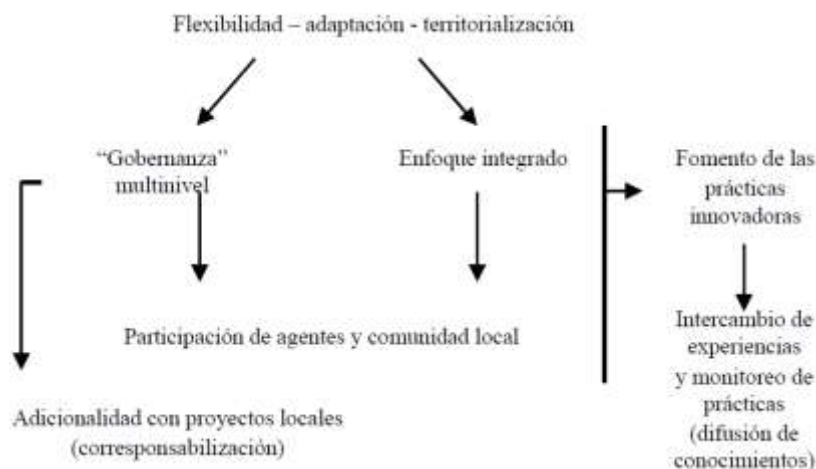 Flexibilidad – adaptación - territorialización
“Gobernanza”
multinivel
Enfoque integrado
Fomento de las
prácticas
innovadoras
Participación de agentes y comunidad local
Intercambio de
experiencias
y monitoreo de
prácticas
(difusión de
conocimientos)
Adicionalidad con proyectos locales
(corresponsabilización)